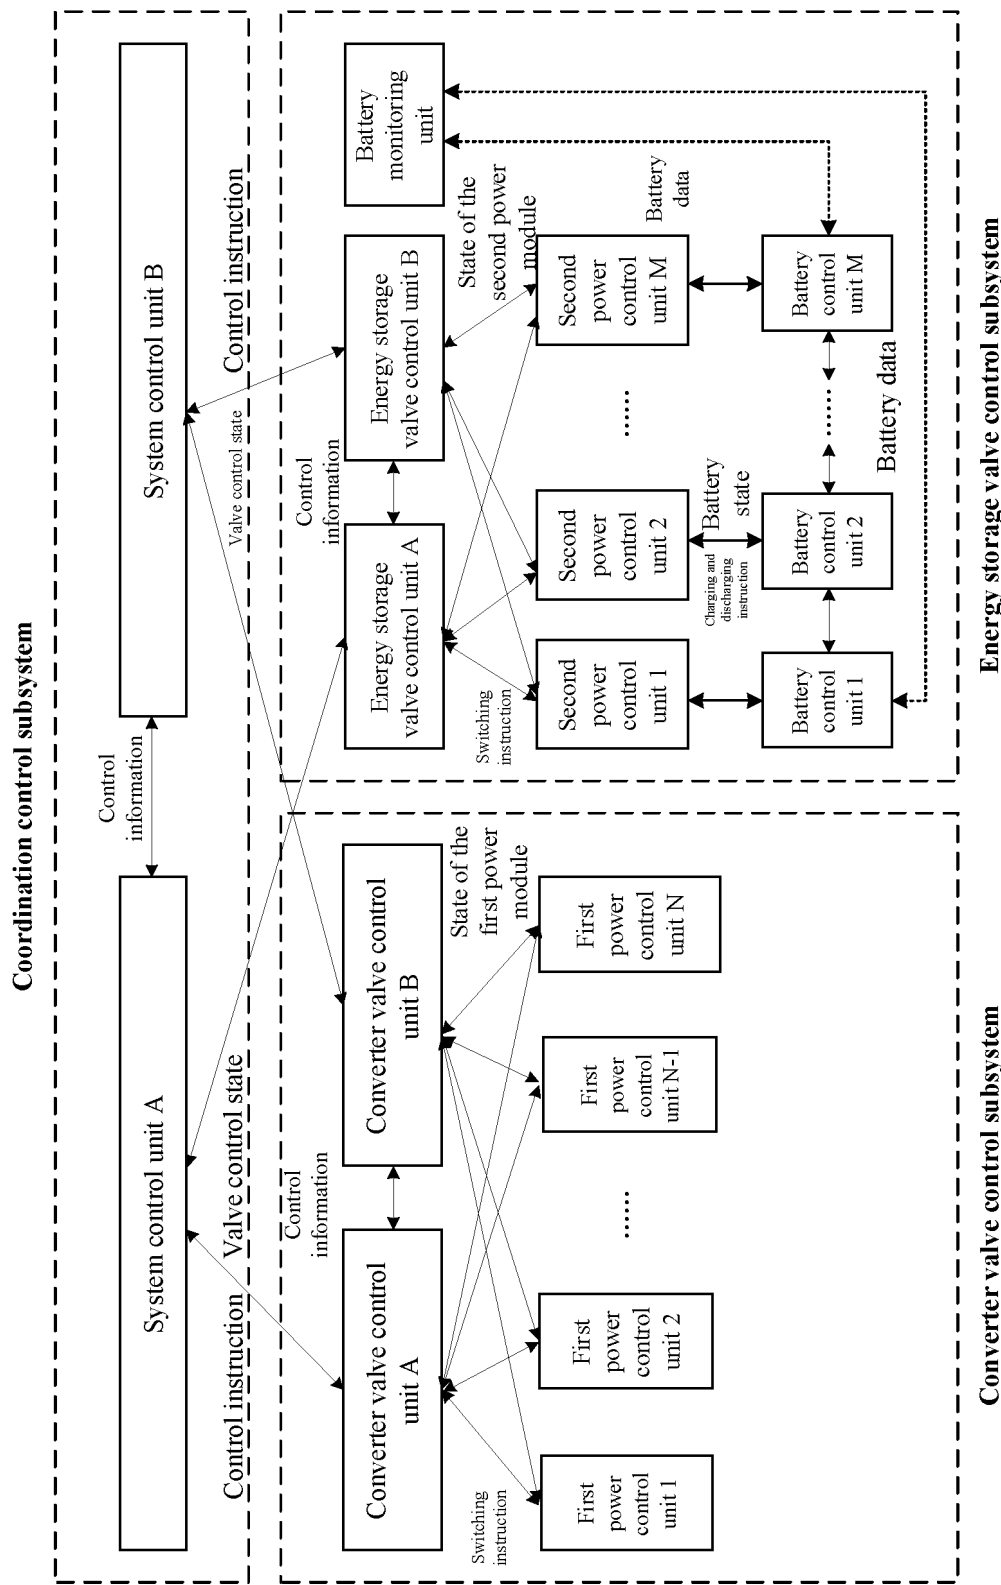 Coordination control subsystem
System control unit A
Control
information
System control unit B
Control instruction
Valve control state
Valve control state
Control instruction
Converter valve control
unit A
Control
information
Converter valve control
unit B
Switching
instruction
State of the
first power
module
First
power
control
unit 1
First
power
control
unit 2
......
First
power
control
unit N-1
First
power
control
unit N
Converter valve control subsystem
Energy storage
valve control unit A
Control
information
Energy storage
valve control unit B
Battery
monitoring
unit
Switching
instruction
State of the
second power
module
Second
power
control
unit 1
Second
power
control
unit 2
......
Second
power
control
unit M
Battery
data
Charging and
discharging
instruction
Battery
state
Battery
control
unit 1
Battery
control
unit 2
......
Battery
control
unit M
Battery data
Energy storage valve control subsystem